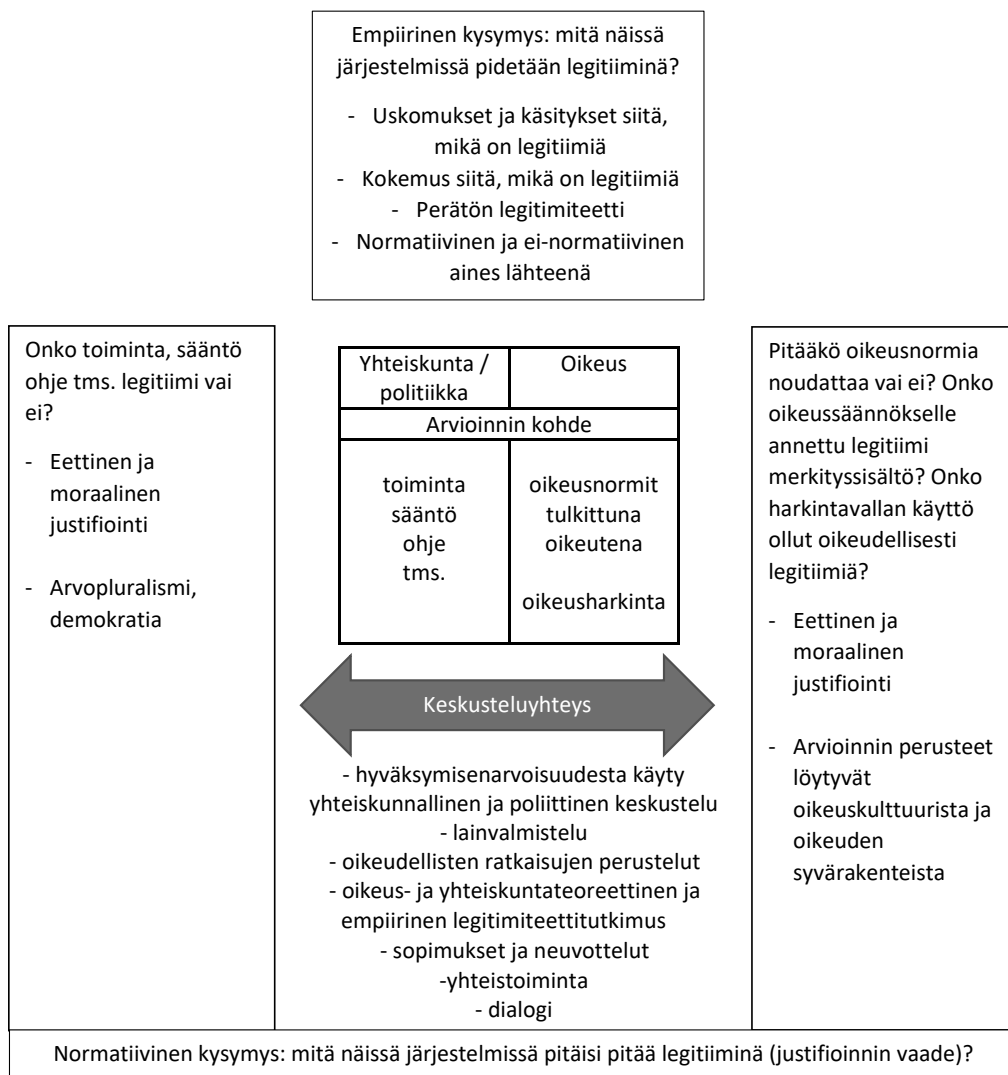 Empiirinen kysymys: mitä näissä
järjestelmissä pidetään legitiiminä?
- Uskomukset ja käsitykset siitä,
mikä on legitiimiä
- Kokemus siitä, mikä on legitiimiä
- Perätön legitimiteetti
- Normatiivinen ja ei-normatiivinen
aines lähteenä
Onko toiminta, sääntö
ohje tms. legitiimi vai
ei?
- Eettinen ja
moraalinen
justifiointi
- Arvopluralismi,
demokratia
Yhteiskunta /
politiikka
Oikeus
Arvioinnin kohde
toiminta
sääntö
ohje
tms.
oikeusnormit
tulkittuna
oikeutena
oikeusharkinta
Keskusteluyhteys
- hyväksymisenarvoisuudesta käyty
yhteiskunnallinen ja poliittinen keskustelu
- lainvalmistelu
- oikeudellisten ratkaisujen perustelut
- oikeus- ja yhteiskuntateoreettinen ja
empiirinen legitimiteettitutkimus
- sopimukset ja neuvottelut
-yhteistoiminta
- dialogi
Pitääkö oikeusnormia
noudattaa vai ei? Onko
oikeussäännökselle
annettu legitiimi
merkityssisältö? Onko
harkintavallan käyttö
ollut oikeudellisesti
legitiimiä?
- Eettinen ja
moraalinen
justifiointi
- Arvioinnin perusteet
löytyvät
oikeuskulttuurista ja
oikeuden
syvärakenteista
Normatiivinen kysymys: mitä näissä järjestelmissä pitäisi pitää legitiiminä (justifioinnin vaade)?